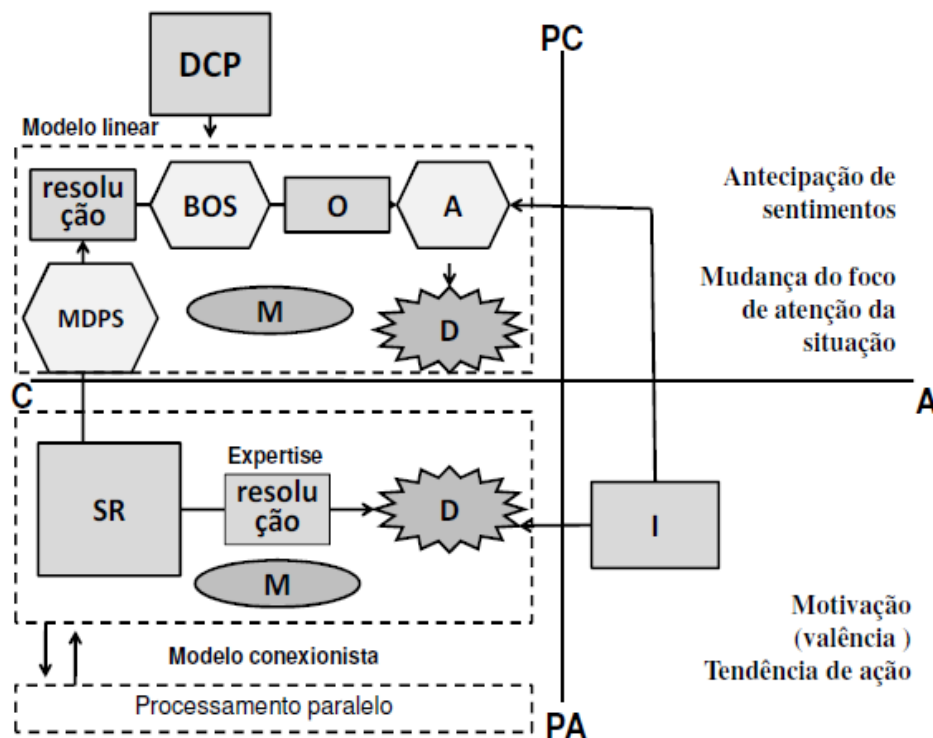 PC
DCP
Modelo linear
resolu
ção
BOS
O
A
Antecipação de
sentimentos
MDPS
M
D
Mudança do foco
de atenção da
situação
C
A
SR
Expertise
resolu
ção
D
I
M
Motivação
(valência )
Tendência de ação
Modelo conexionista
Processamento paralelo
PA